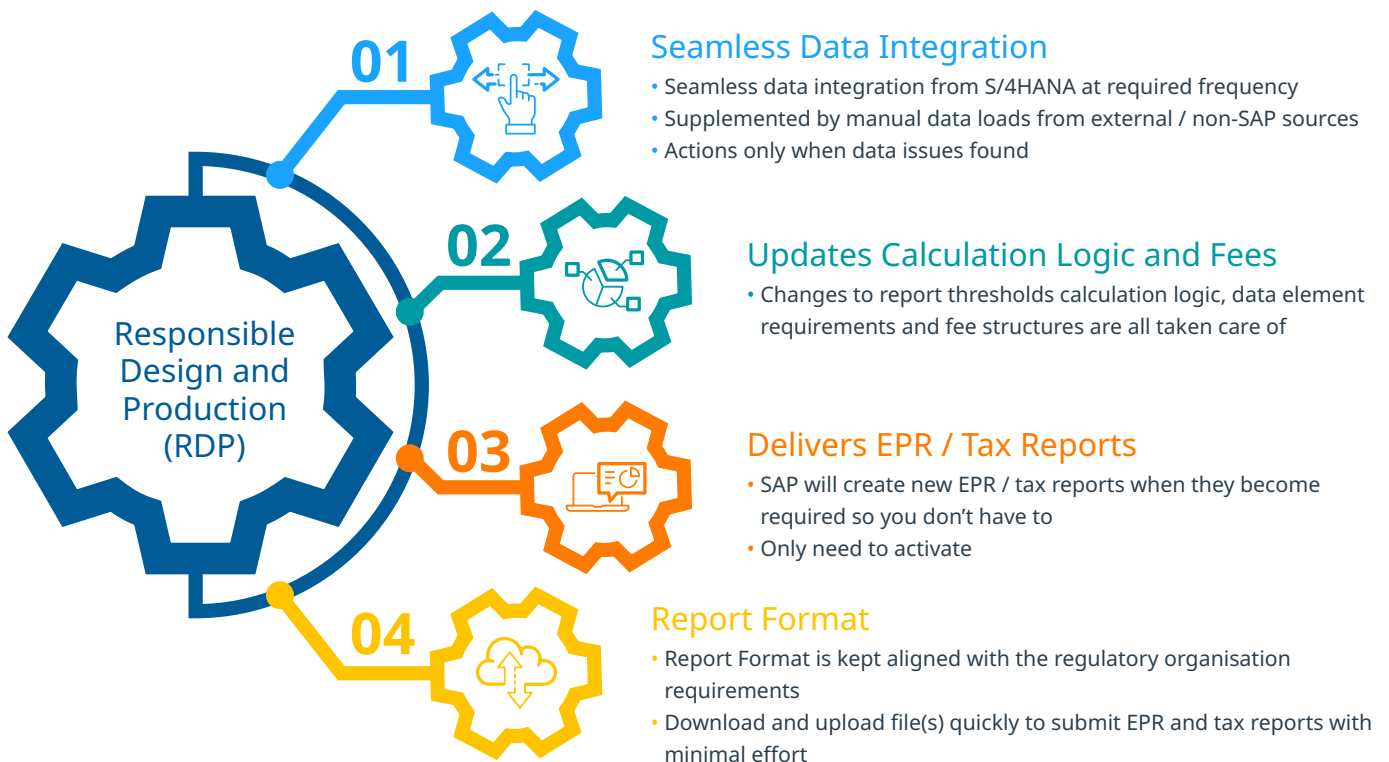 Responsible
Design and
Production
(RDP)
01
Seamless Data Integration
• Seamless data integration from S/4HANA at required frequency
• Supplemented by manual data loads from external / non-SAP sources
• Actions only when data issues found
02
Updates Calculation Logic and Fees
• Changes to report thresholds calculation logic, data element
requirements and fee structures are all taken care of
03
Delivers EPR / Tax Reports
• SAP will create new EPR / tax reports when they become
required so you don’t have to
• Only need to activate
04
Report Format
• Report Format is kept aligned with the regulatory organisation
requirements
• Download and upload file(s) quickly to submit EPR and tax reports with
minimal effort